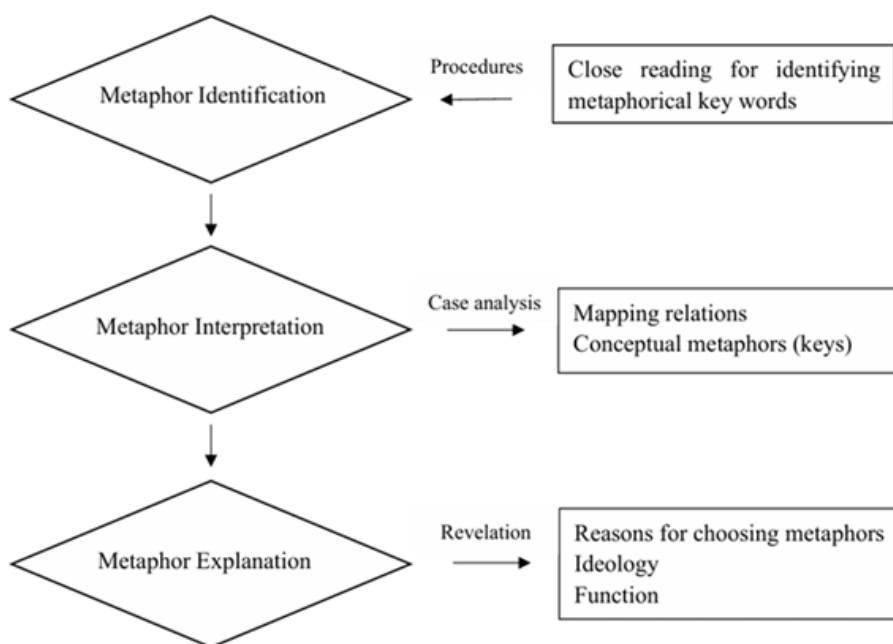 Metaphor Identification
Procedures
Close reading for identifying
metaphorical key words
Metaphor Interpretation
Case analysis
Mapping relations
Conceptual metaphors (keys)
Metaphor Explanation
Revelation
Reasons for choosing metaphors
Ideology
Function